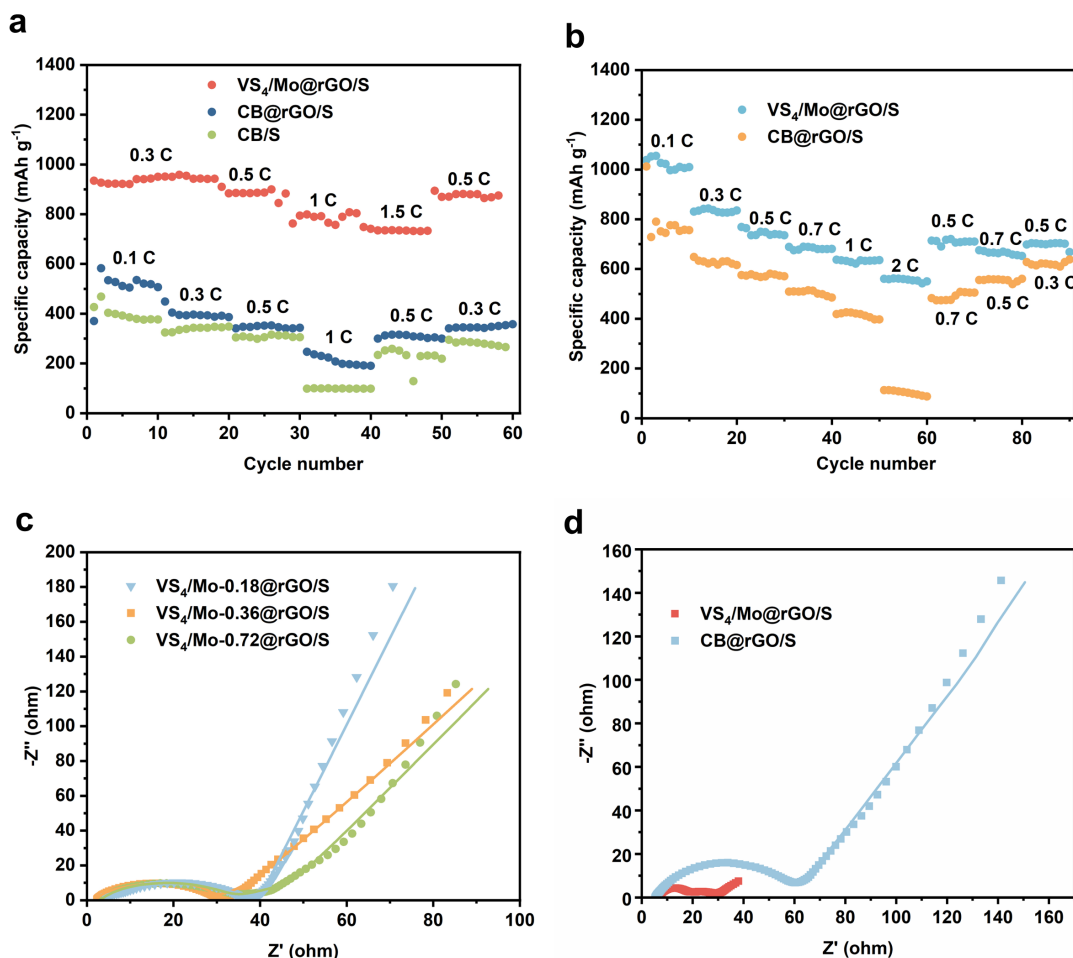 a
1400
1200
1000
800
600
400
200
0
Specific capacity (mAh g⁻¹)
VS₄/Mo@rGO/S
CB@rGO/S
CB/S
0.3 C
0.5 C
1 C
1.5 C
0.5 C
0.1 C
0.3 C
0.5 C
1 C
0.5 C
0.3 C
0 10 20 30 40 50 60
Cycle number
b
1400
1200
1000
800
600
400
200
0
Specific capacity (mAh g⁻¹)
VS₄/Mo@rGO/S
CB@rGO/S
0.1 C
0.3 C
0.5 C
0.7 C
1 C
2 C
0.5 C
0.7 C
0.5 C
0.7 C
0.5 C
0.3 C
0 20 40 60 80
Cycle number
c
200
180
160
140
120
100
80
60
40
20
0
-Z'' (ohm)
VS₄/Mo-0.18@rGO/S
VS₄/Mo-0.36@rGO/S
VS₄/Mo-0.72@rGO/S
0 20 40 60 80 100
Z' (ohm)
d
160
140
120
100
80
60
40
20
0
-Z'' (ohm)
VS₄/Mo@rGO/S
CB@rGO/S
0 20 40 60 80 100 120 140 160
Z' (ohm)